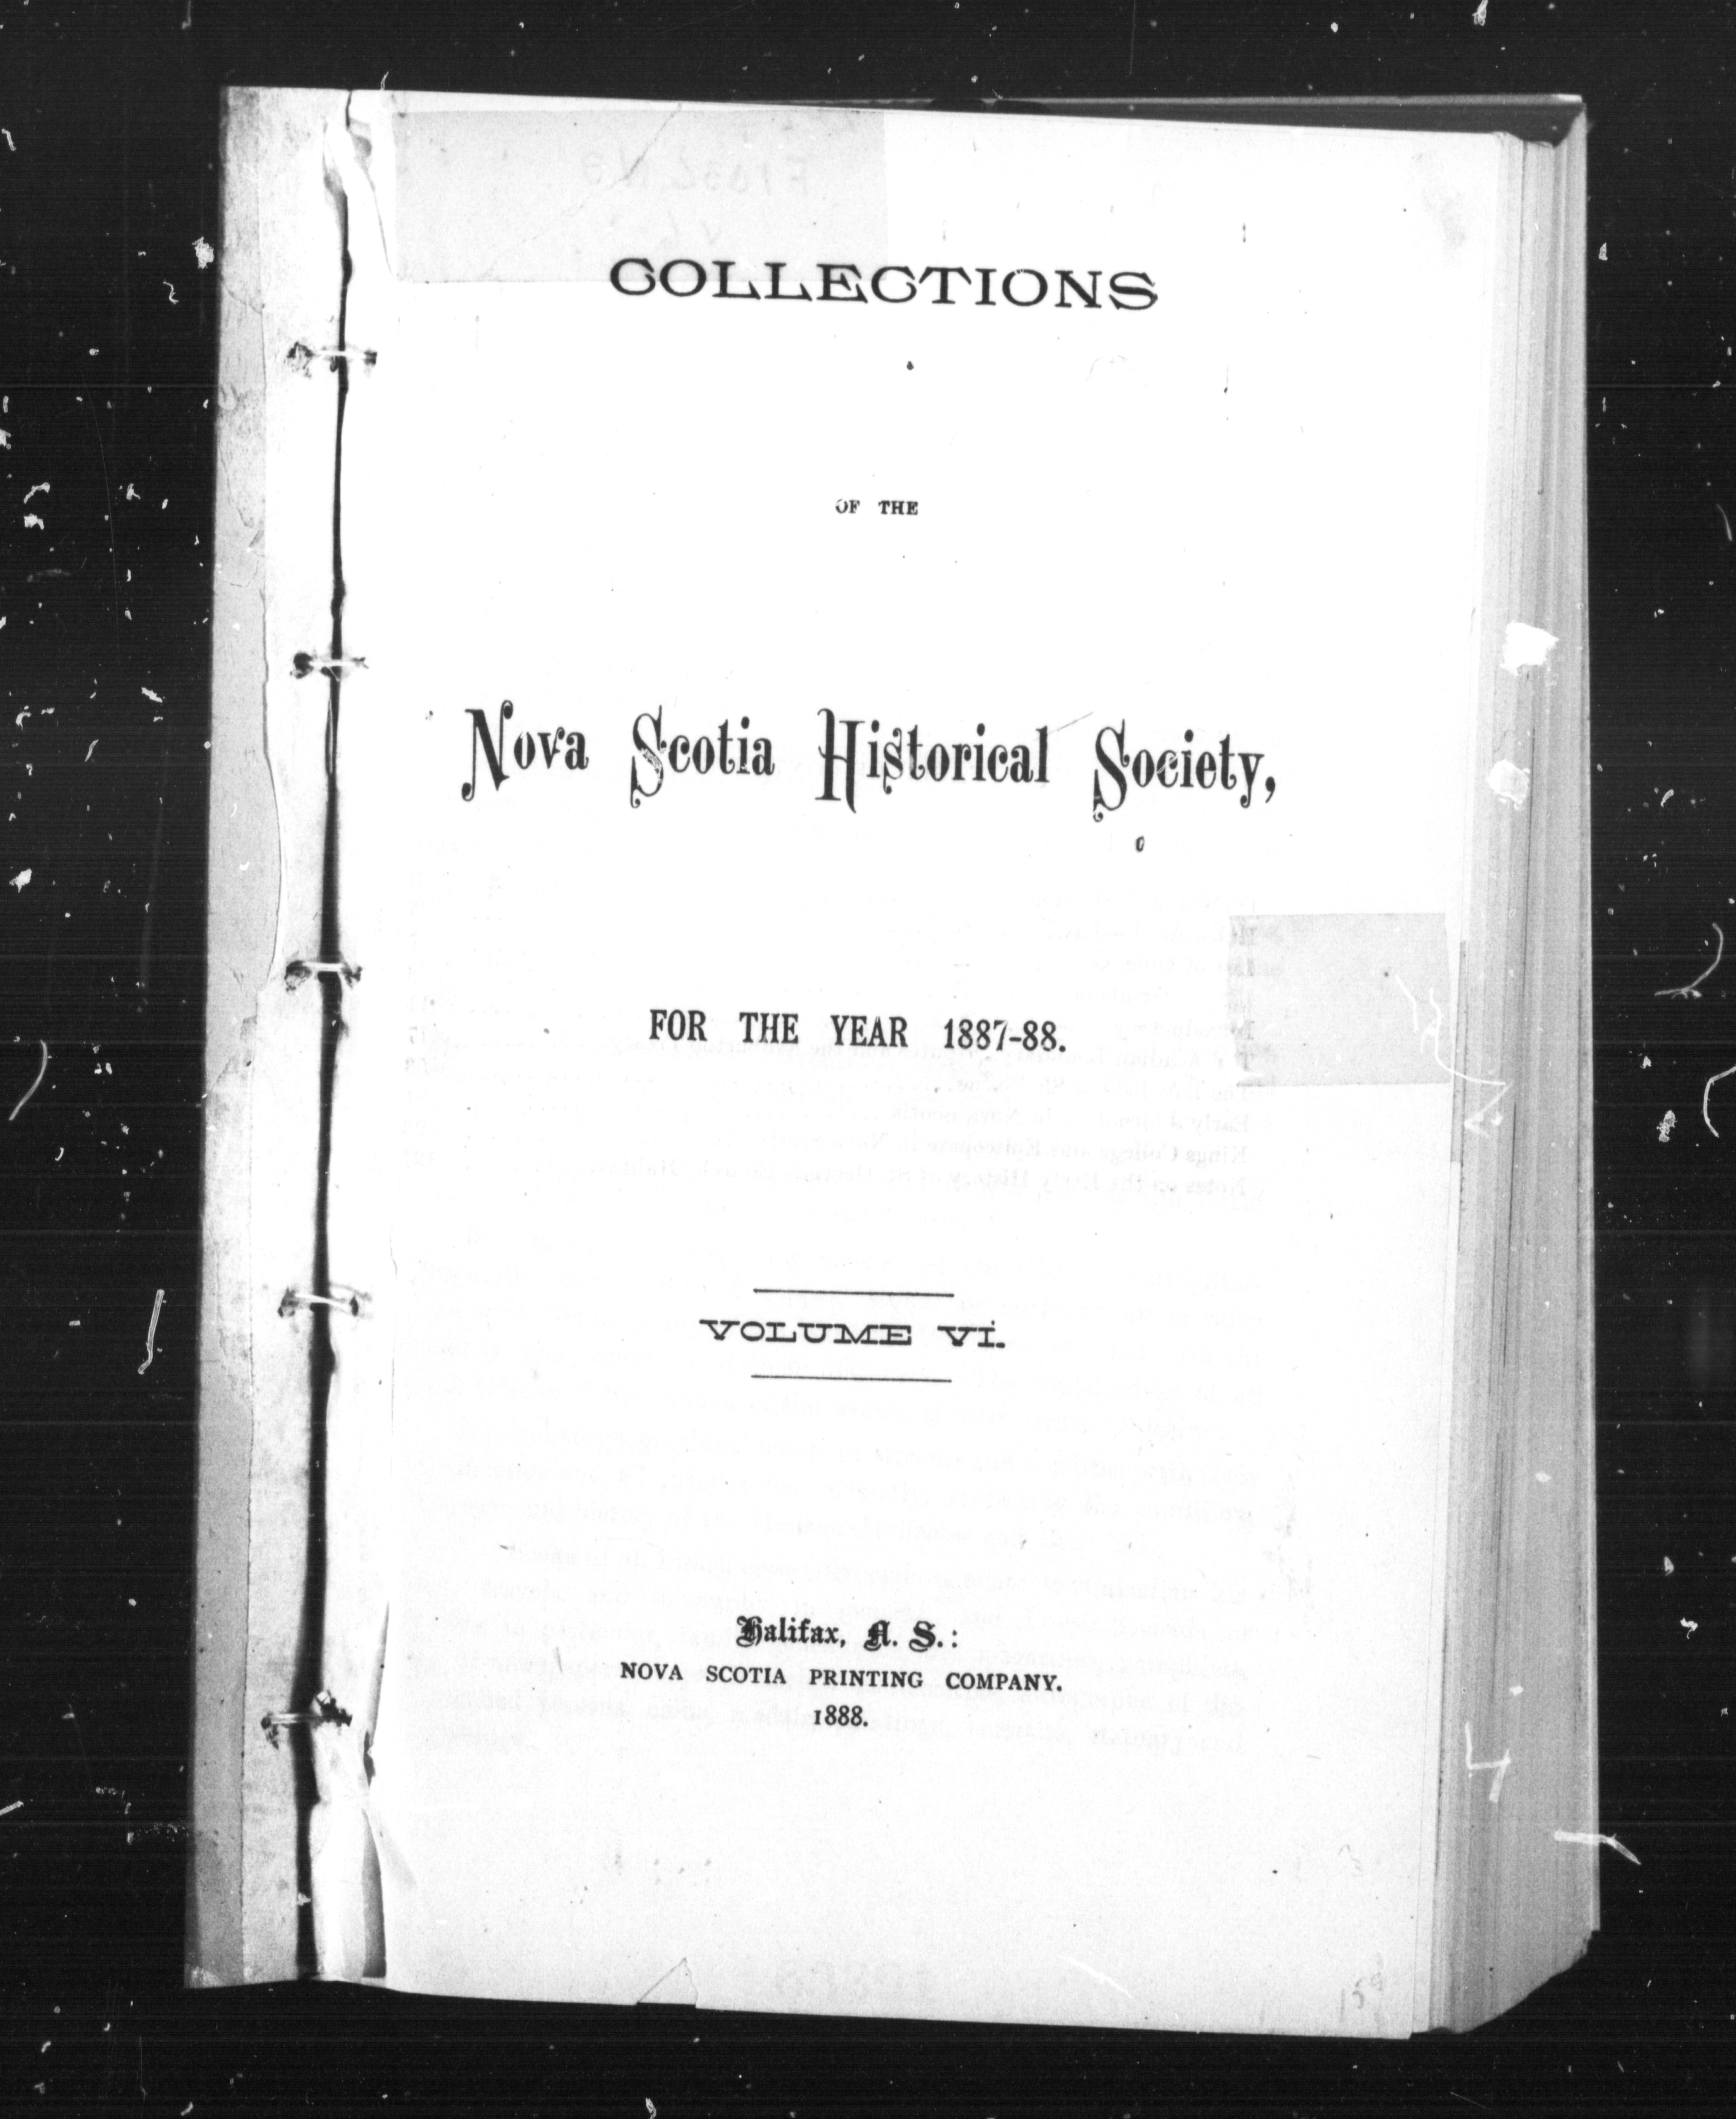 COLLECTIONS
OF THE
Nova Scotia Historical Society,
FOR THE YEAR 1887-88.
VOLUME VI.
Halifax, N. S.:
NOVA SCOTIA PRINTING COMPANY.
1888.